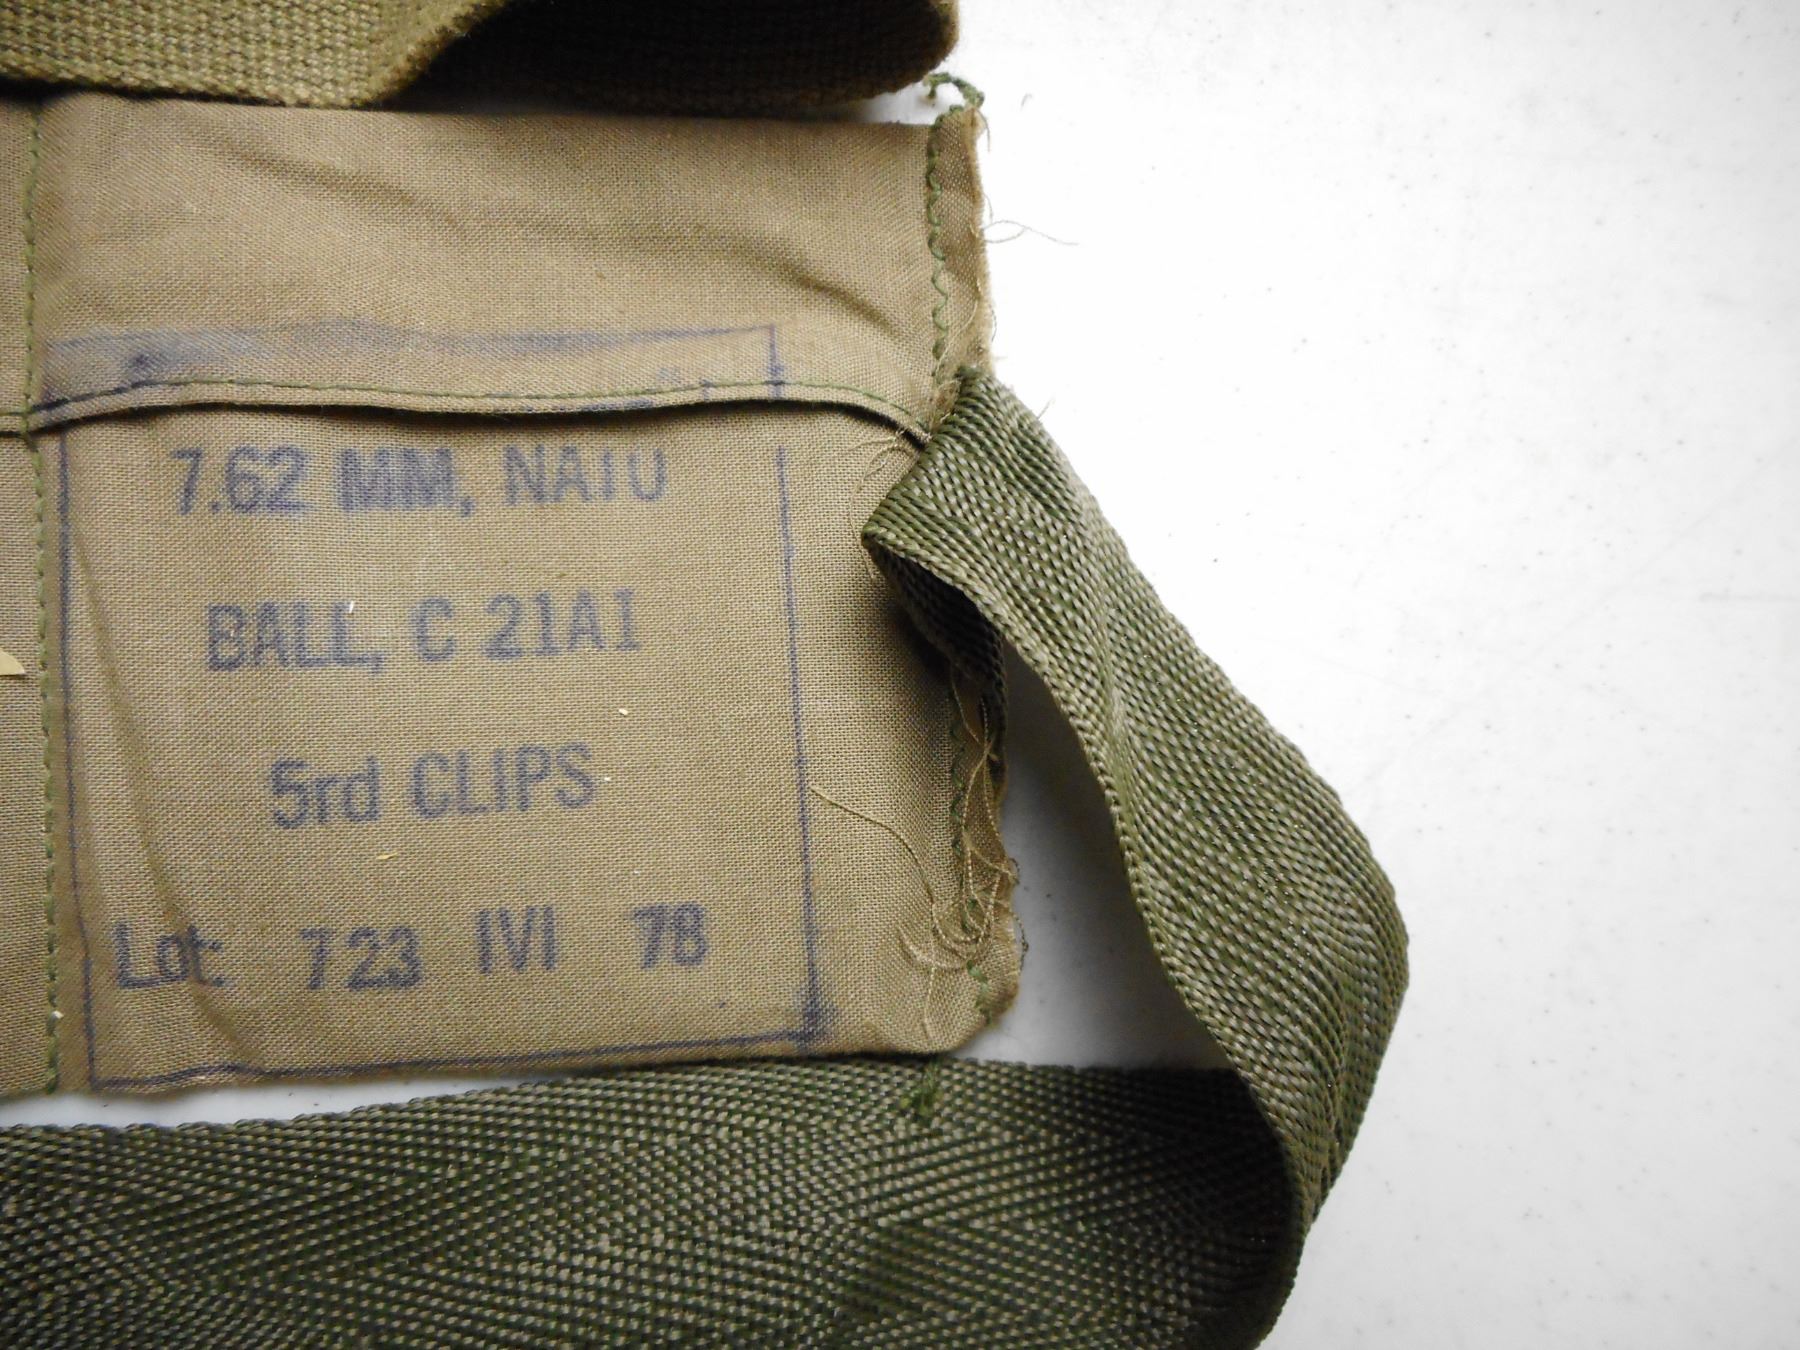 7.62 MM, NATO
BALL, C 21A1
5rd CLIPS
Lot: 723 IVI 78